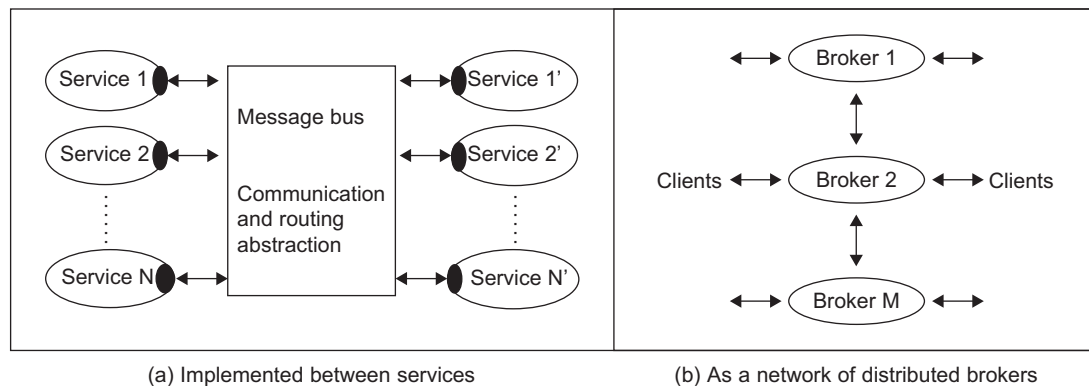 Service 1
Service 1’
Message bus
Service 2
Service 2’
Communication
and routing
abstraction
Service N
Service N’
(a) Implemented between services
Broker 1
Clients
Broker 2
Clients
Broker M
(b) As a network of distributed brokers